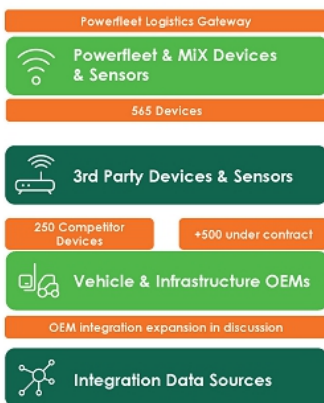 Powerfleet Logistics Gateway
Powerfleet & MiX Devices
& Sensors
565 Devices
3rd Party Devices & Sensors
250 Competitor
Devices
+500 under contract
Vehicle & Infrastructure OEMs
OEM integration expansion in discussion
Integration Data Sources